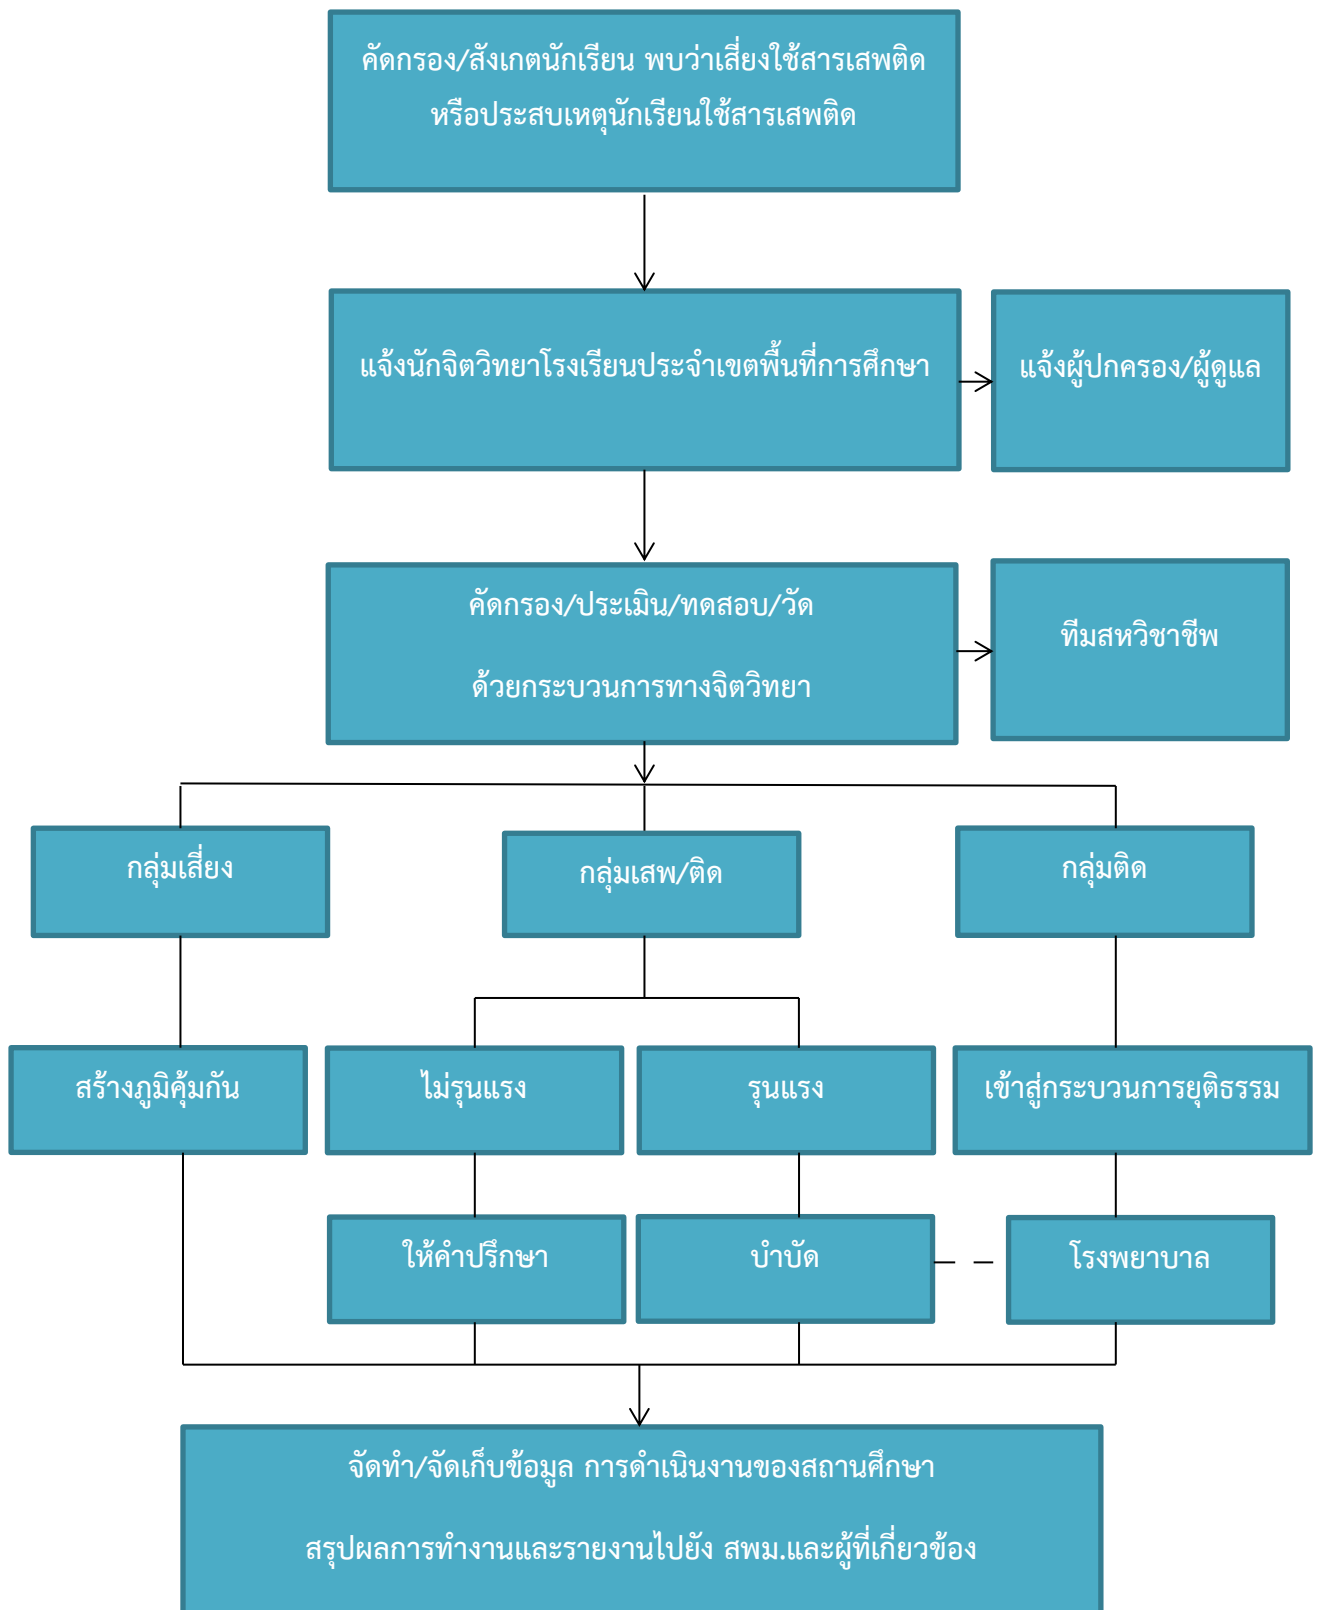 คัดกรอง/สังเกตนักเรียน พบว่าเสี่ยงใช้สารเสพติด
หรือประสบเหตุนักเรียนใช้สารเสพติด
แจ้งนักจิตวิทยาโรงเรียนประจำเขตพื้นที่การศึกษา
แจ้งผู้ปกครอง/ผู้ดูแล
คัดกรอง/ประเมิน/ทดสอบ/วัด
ด้วยกระบวนการทางจิตวิทยา
ทีมสหวิชาชีพ
กลุ่มเสี่ยง
กลุ่มเสพ/ติด
กลุ่มติด
สร้างภูมิคุ้มกัน
ไม่รุนแรง
รุนแรง
เข้าสู่กระบวนการยุติธรรม
ให้คำปรึกษา
บำบัด
โรงพยาบาล
จัดทำ/จัดเก็บข้อมูล การดำเนินงานของสถานศึกษา
สรุปผลการทำงานและรายงานไปยัง สพม.และผู้ที่เกี่ยวข้อง